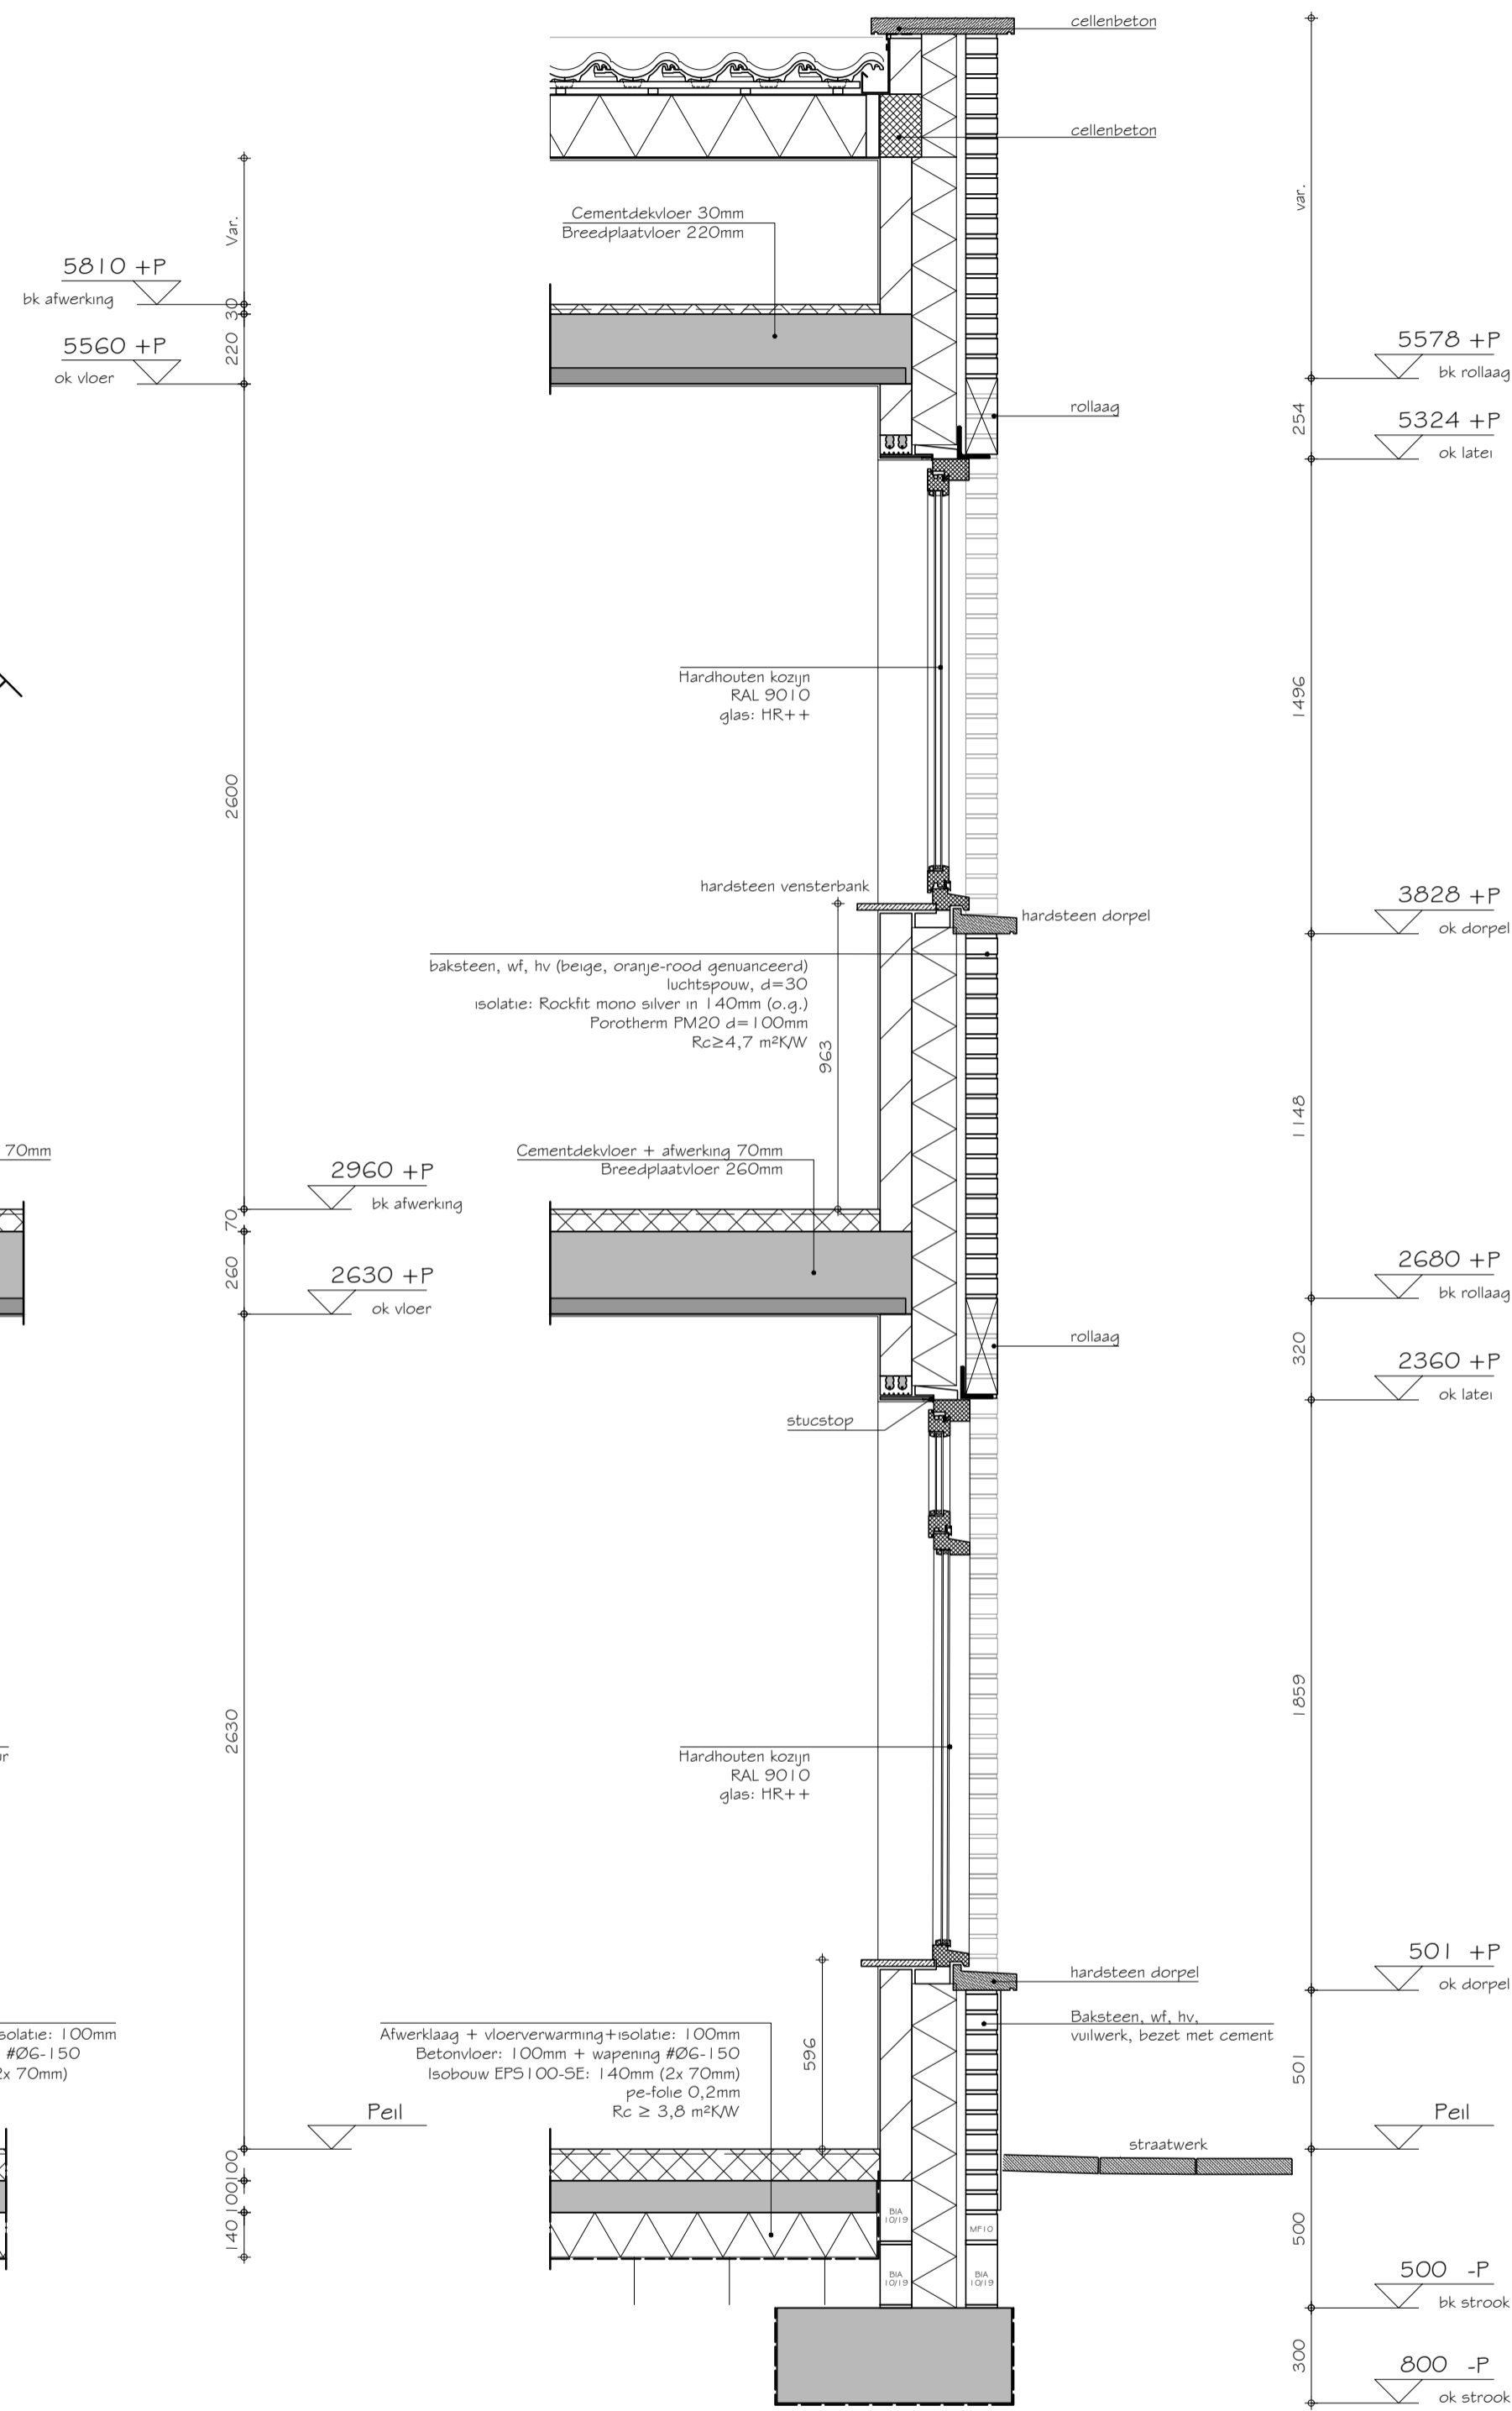 cellenbeton
cellenbeton
Var.
var.
Cementdekvloer 30mm
Breedplaatvloer 220mm
5810 +P
bk afwerking
30
220
5560 +P
ok vloer
5578 +P
bk rollaag
254
rollaag
5324 +P
ok latei
Hardhouten kozijn
RAL 9010
glas: HR++
1496
2600
hardsteen vensterbank
3828 +P
hardsteen dorpel
ok dorpel
baksteen, wf, hv (beige, oranje-rood genuanceerd)
luchtspouw, d=30
isolatie: Rockfit mono silver in 140mm (o.g.)
Porotherm PM20 d=100mm
Rc≥4,7 m²K/W
963
1148
70mm
Cementdekvloer + afwerking 70mm
Breedplaatvloer 260mm
2960 +P
bk afwerking
70
260
2630 +P
ok vloer
2680 +P
bk rollaag
rollaag
320
2360 +P
ok latei
stucstop
1859
2630
Hardhouten kozijn
RAL 9010
glas: HR++
501 +P
hardsteen dorpel
ok dorpel
Baksteen, wf, hv,
vuilwerk, bezet met cement
solatie: 100mm
#Ø6-150
2x 70mm)
Afwerklaag + vloerverwarming+isolatie: 100mm
Betonvloer: 100mm + wapening #Ø6-150
Isobouw EPS100-SE: 140mm (2x 70mm)
pe-folie 0,2mm
Rc ≥ 3,8 m²K/W
596
501
Peil
Peil
straatwerk
100
100
140
BIA
10/19
MF10
500
BIA
10/19
BIA
10/19
500 -P
bk strook
300
800 -P
ok strook